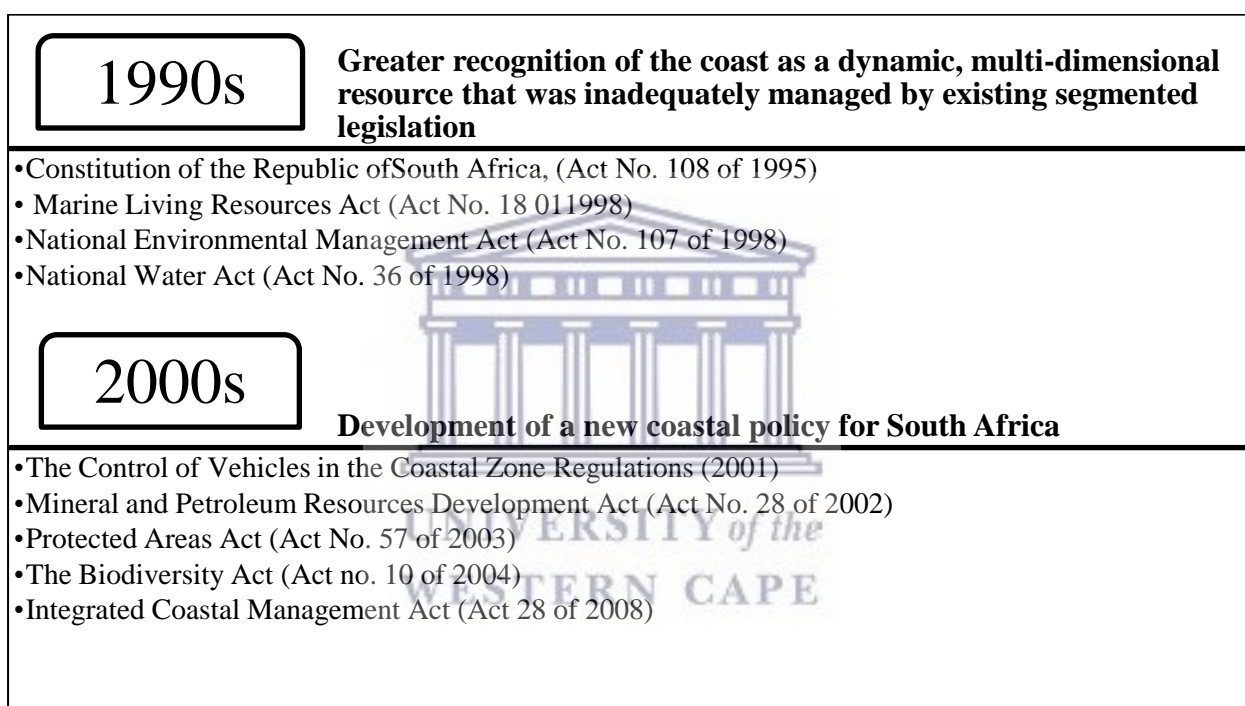 1990s
Greater recognition of the coast as a dynamic, multi-dimensional
resource that was inadequately managed by existing segmented
legislation
•Constitution of the Republic ofSouth Africa, (Act No. 108 of 1995)
• Marine Living Resources Act (Act No. 18 011998)
•National Environmental Management Act (Act No. 107 of 1998)
•National Water Act (Act No. 36 of 1998)
2000s
Development of a new coastal policy for South Africa
•The Control of Vehicles in the Coastal Zone Regulations (2001)
•Mineral and Petroleum Resources Development Act (Act No. 28 of 2002)
•Protected Areas Act (Act No. 57 of 2003)
•The Biodiversity Act (Act no. 10 of 2004)
•Integrated Coastal Management Act (Act 28 of 2008)
UNIVERSITY of the
WESTERN CAPE